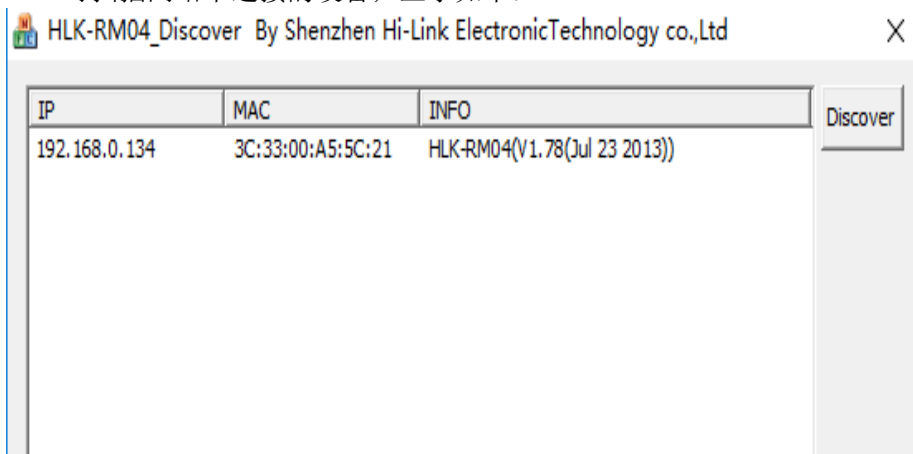 HLK-RM04_Discover By Shenzhen Hi-Link ElectronicTechnology co.,Ltd
IP MAC INFO Discover
192.168.0.134 3C:33:00:A5:5C:21 HLK-RM04(V1.78(Jul 23 2013))